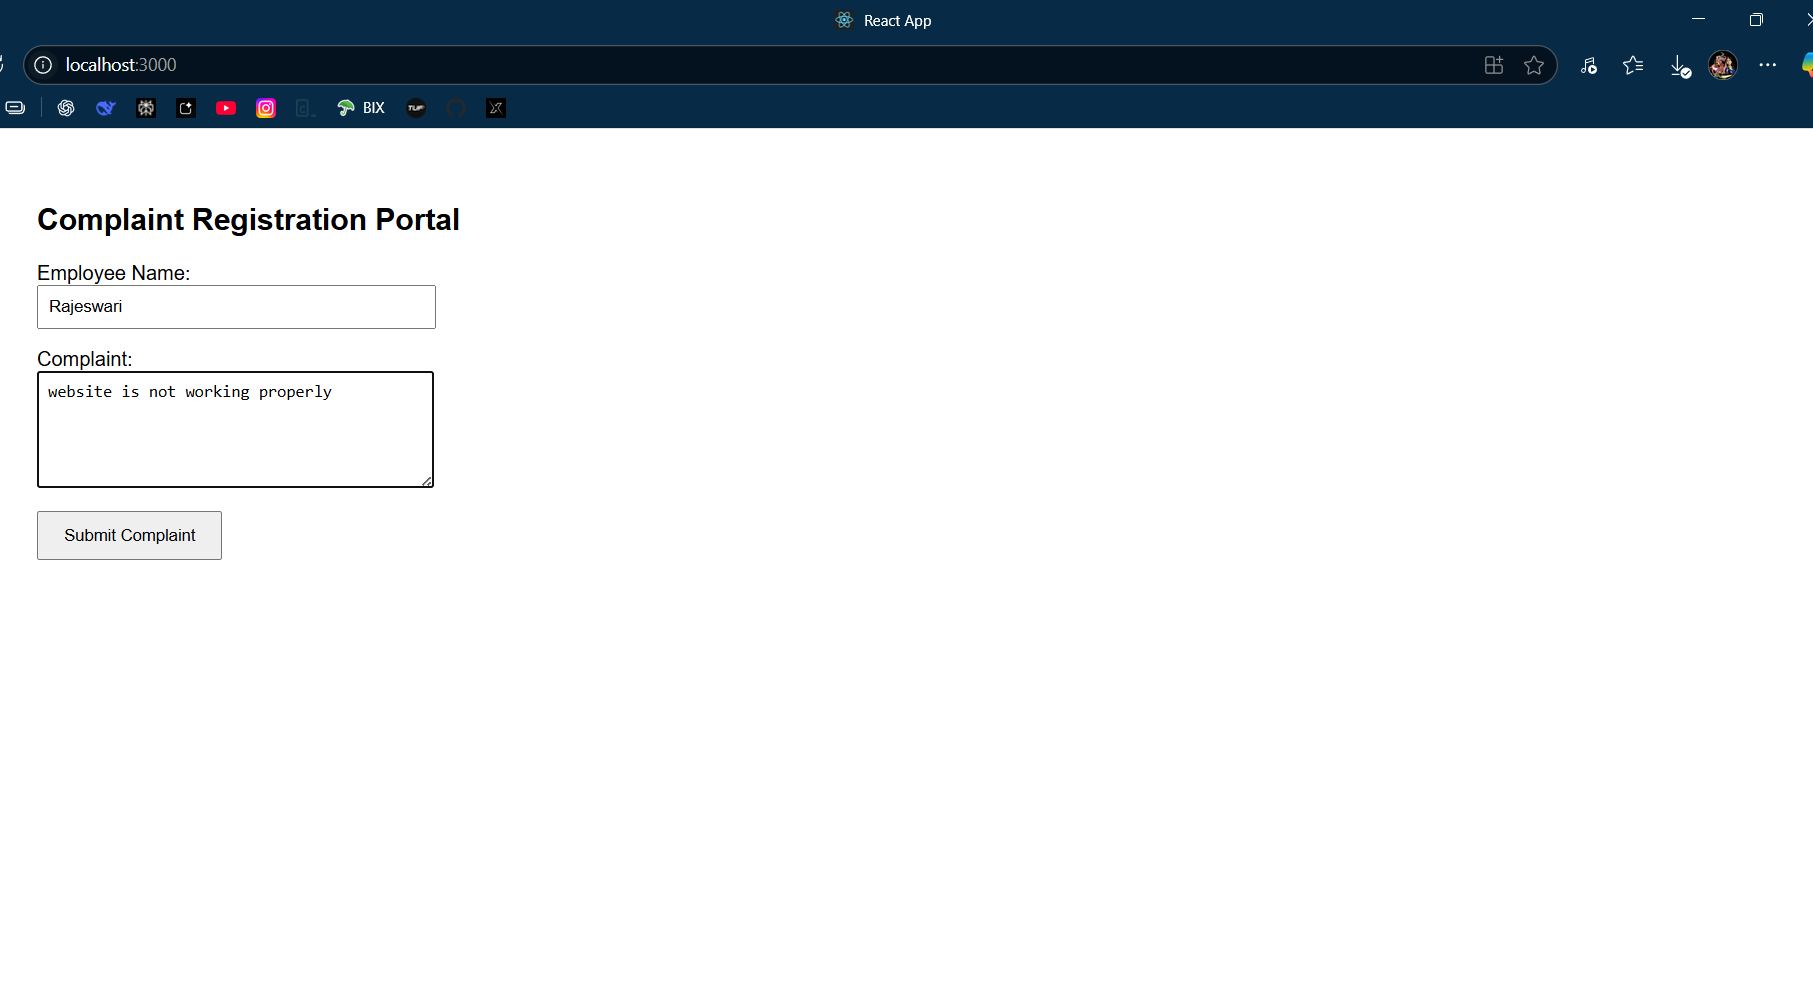 React App
localhost:3000
BIX
TUF
Complaint Registration Portal
Employee Name:
Rajeswari
Complaint:
website is not working properly
Submit Complaint